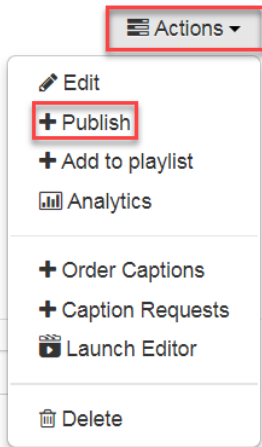 Actions
Edit
Publish
Add to playlist
Analytics
Order Captions
Caption Requests
Launch Editor
Delete